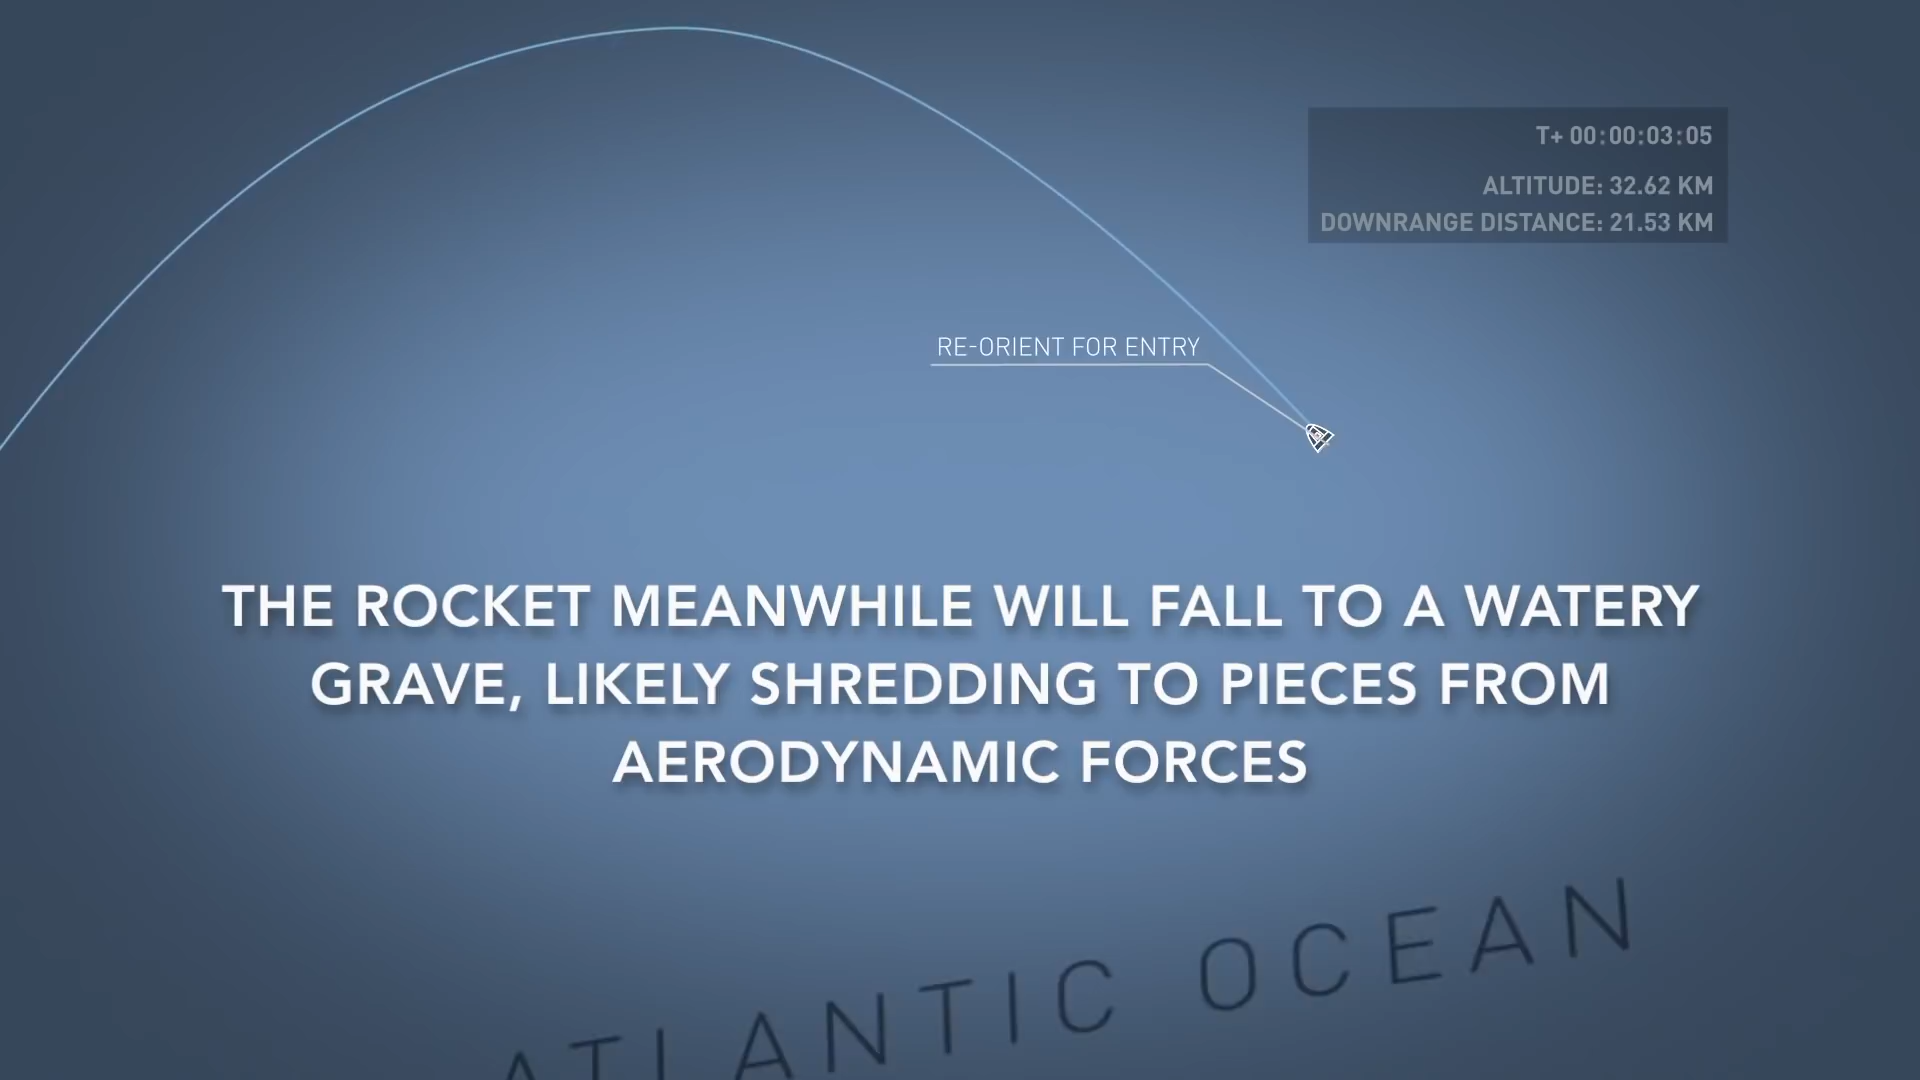 T+ 00:00:03:05
ALTITUDE: 32.62 KM
DOWNRANGE DISTANCE: 21.53 KM
RE-ORIENT FOR ENTRY
THE ROCKET MEANWHILE WILL FALL TO A WATERY
GRAVE, LIKELY SHREDDING TO PIECES FROM
AERODYNAMIC FORCES
ATLANTIC OCEAN